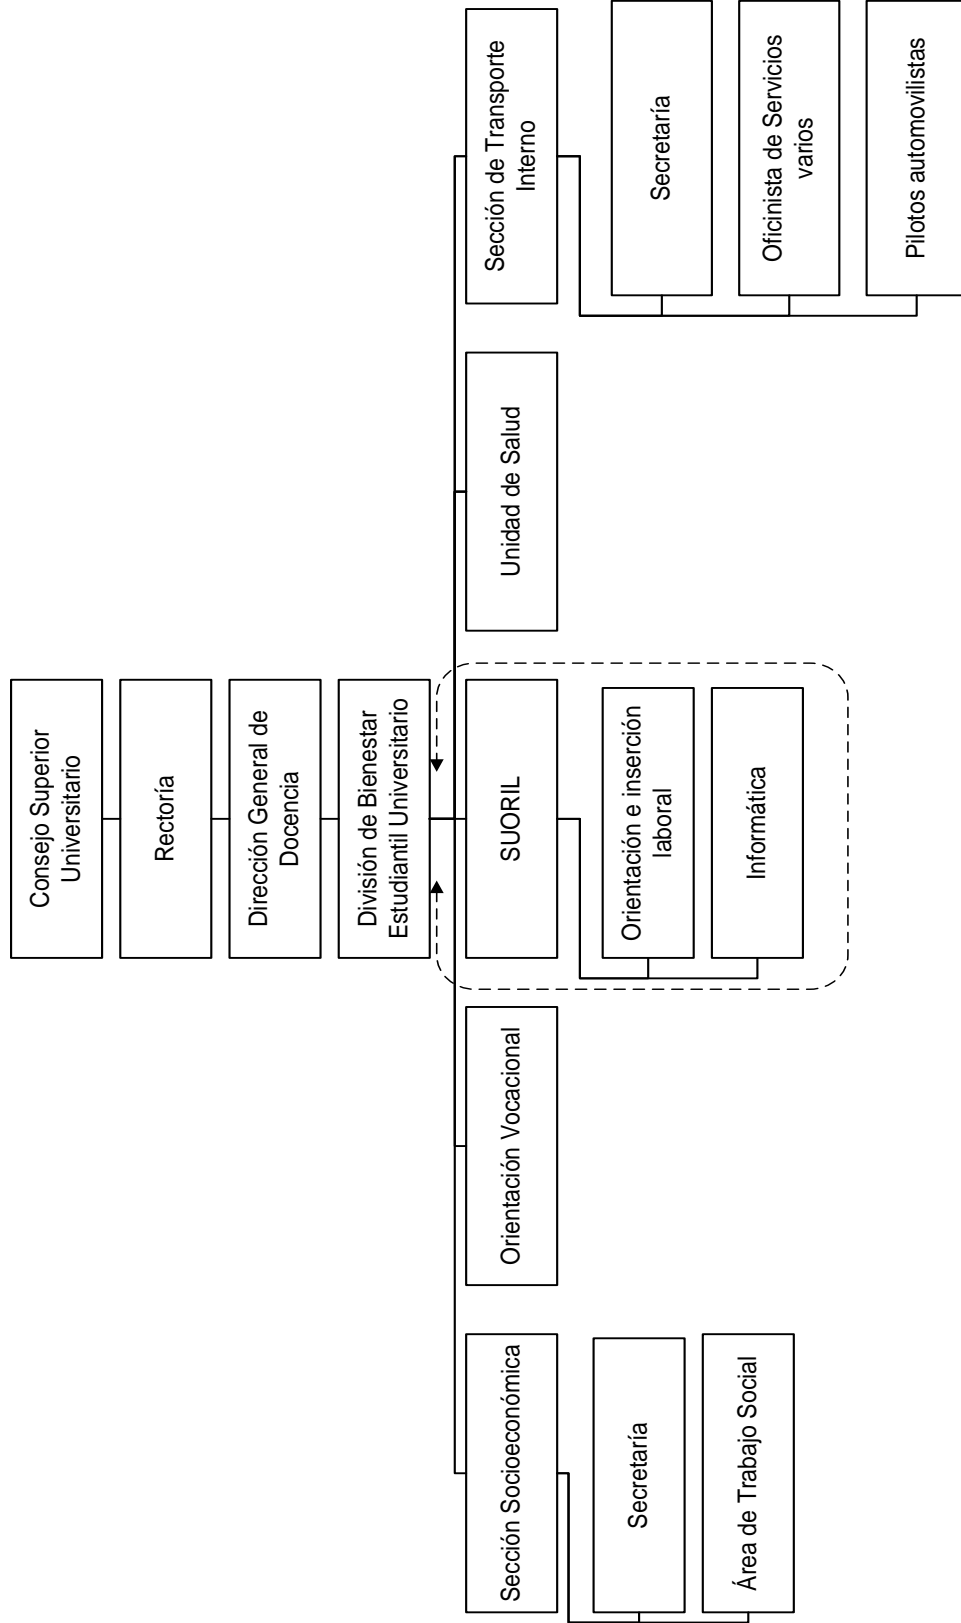 Consejo Superior
Universitario
Rectoría
Dirección General de
Docencia
División de Bienestar
Estudiantil Universitario
Sección Socioeconómica
Secretaría
Área de Trabajo Social
Orientación Vocacional
SUORIL
Orientación e inserción
laboral
Informática
Unidad de Salud
Sección de Transporte
Interno
Secretaría
Oficinista de Servicios
varios
Pilotos automovilistas